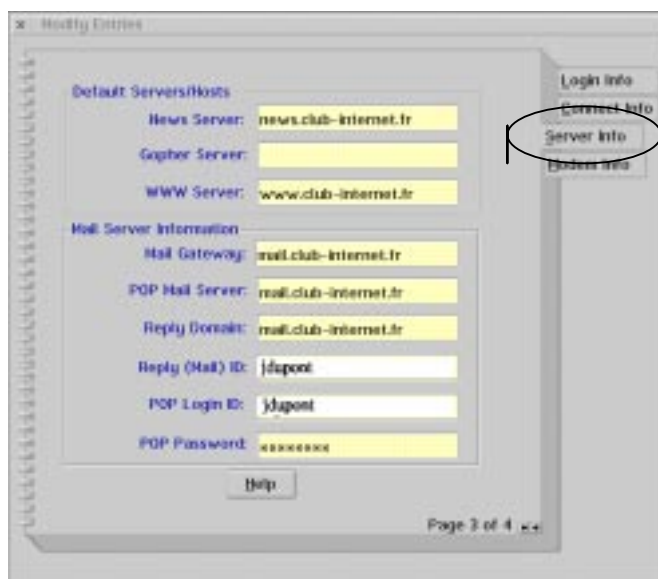 Modify Entries
Login Info
Connect Info
Server Info
Modem Info
Default Servers/Hosts
News Server: news.club-internet.fr
Gopher Server:
WWW Server: www.club-internet.fr
Mail Server Information
Mail Gateway: mail.club-internet.fr
POP Mail Server: mail.club-internet.fr
Reply Domain: mail.club-internet.fr
Reply (Mail) ID: jdupont
POP Login ID: jdupont
POP Password: xxxxxxxx
Help
Page 3 of 4